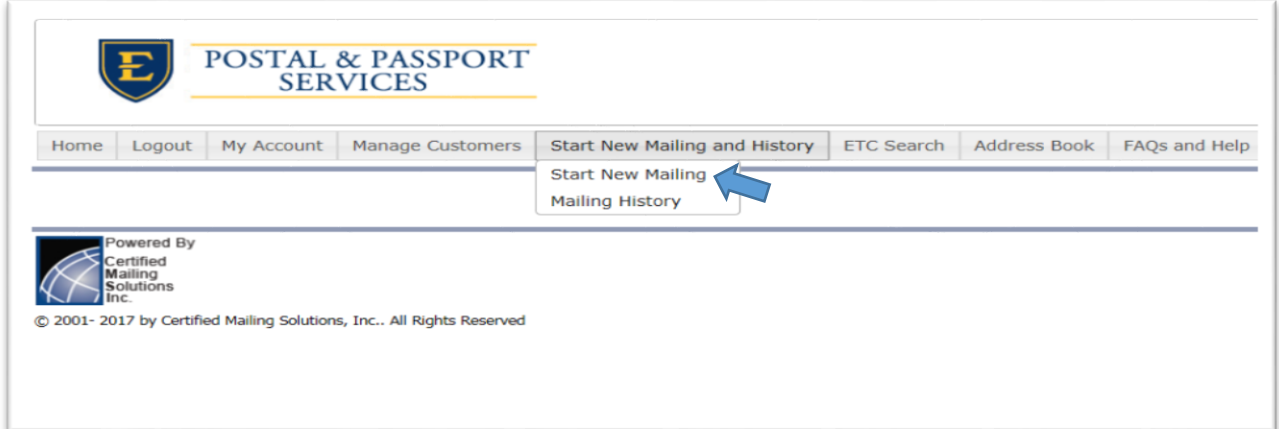 E
POSTAL & PASSPORT
SERVICES
Home Logout My Account Manage Customers Start New Mailing and History ETC Search Address Book FAQs and Help
Start New Mailing
Mailing History
Powered By
Certified
Mailing
Solutions
Inc.
© 2001- 2017 by Certified Mailing Solutions, Inc.. All Rights Reserved